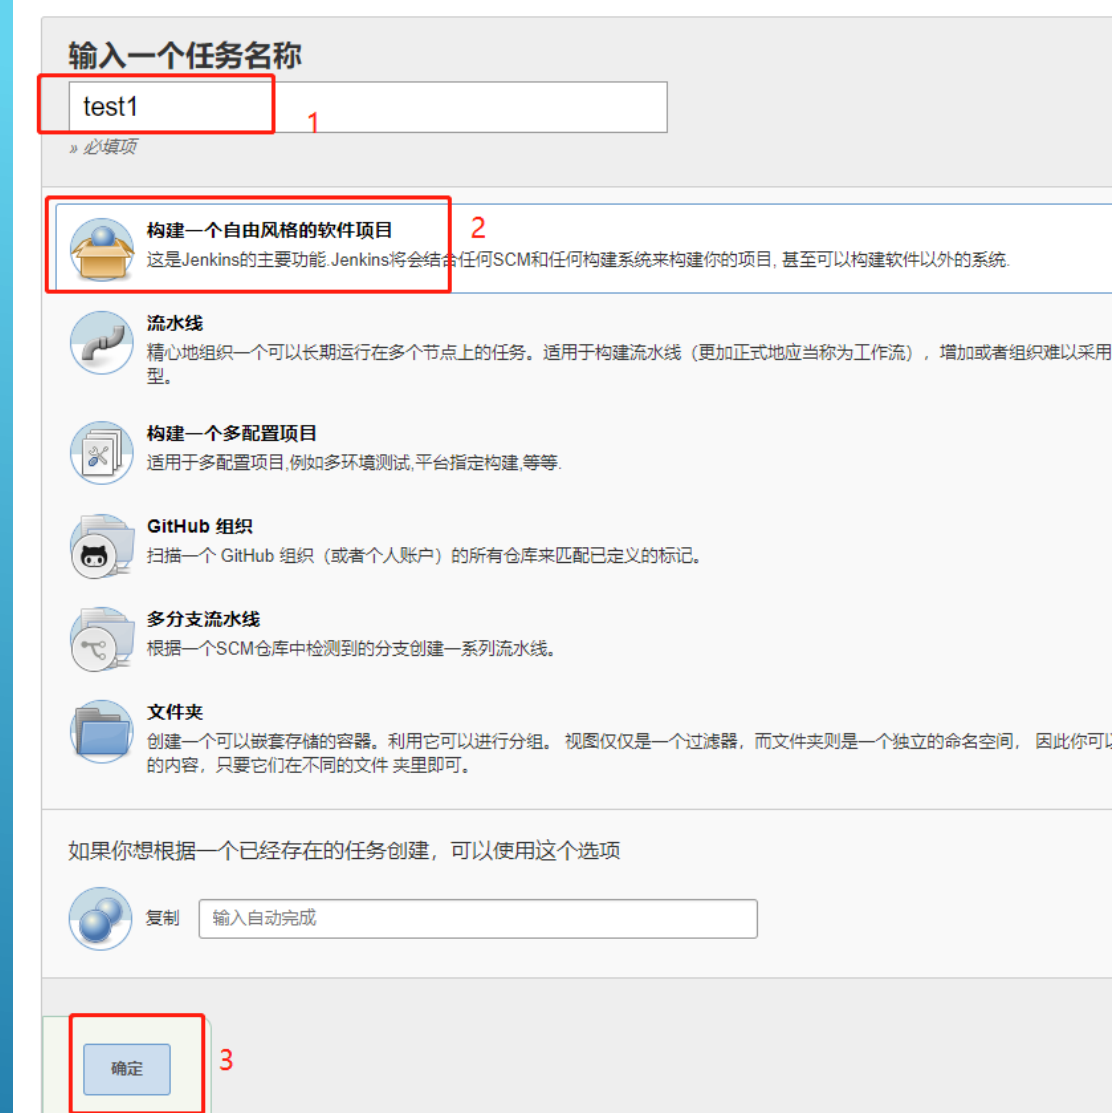 输入一个任务名称
test1
1
» 必填项
构建一个自由风格的软件项目
2
这是Jenkins的主要功能.Jenkins将会结合任何SCM和任何构建系统来构建你的项目, 甚至可以构建软件以外的系统.
流水线
精心地组织一个可以长期运行在多个节点上的任务。适用于构建流水线（更加正式地应当称为工作流），增加或者组织难以采用
型。
构建一个多配置项目
适用于多配置项目,例如多环境测试,平台指定构建,等等.
GitHub 组织
扫描一个 GitHub 组织（或者个人账户）的所有仓库来匹配已定义的标记。
多分支流水线
根据一个SCM仓库中检测到的分支创建一系列流水线。
文件夹
创建一个可以嵌套存储的容器。利用它可以进行分组。 视图仅仅是一个过滤器，而文件夹则是一个独立的命名空间， 因此你可以
的内容，只要它们在不同的文件 夹里即可。
如果你想根据一个已经存在的任务创建，可以使用这个选项
复制
输入自动完成
确定
3